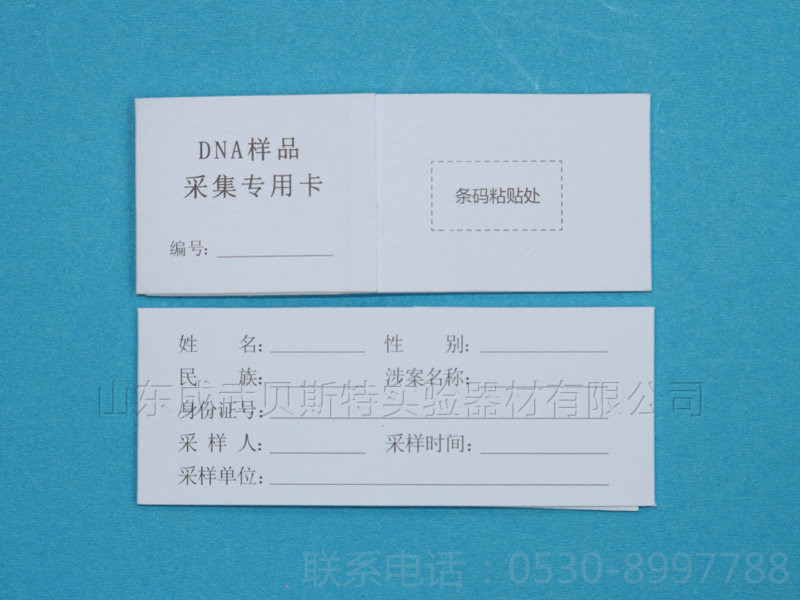 DNA样品
采集专用卡
条码粘贴处
编号:
姓 名: 性 别:
民 族: 涉案名称:
山东成武贝斯特实验器材有限公司
身份证号:
采 样 人: 采样时间:
采样单位:
联系电话:0530-8997788